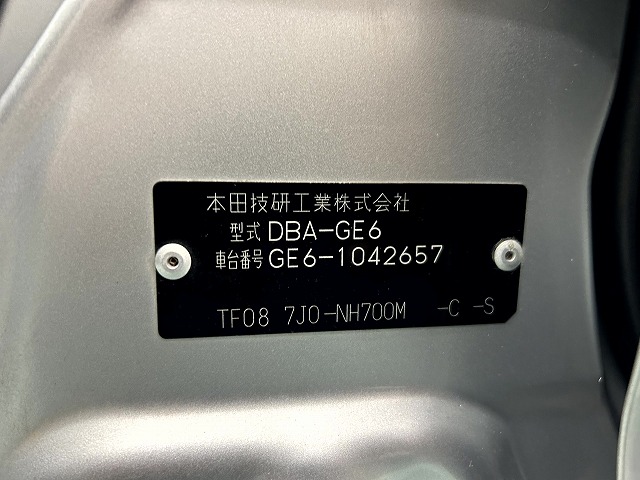 本田技研工業株式会社
型式 DBA-GE6
車台番号 GE6-1042657
TF08 7J0-NH700M -C -S